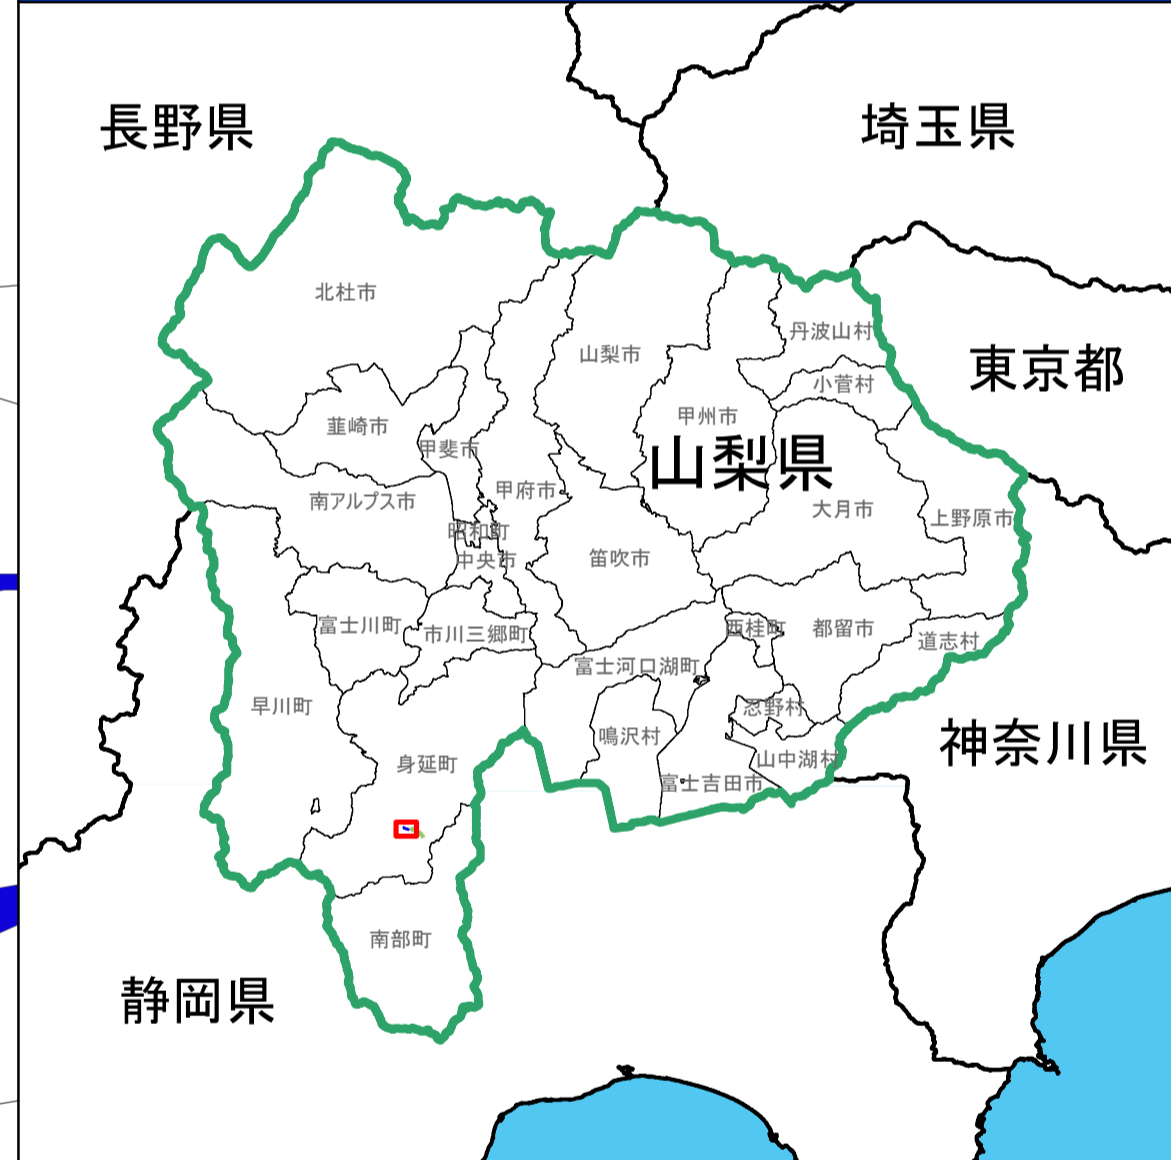 長野県
埼玉県
北杜市
丹波山村
山梨市
東京都
小菅村
甲州市
韮崎市
甲斐市
山梨県
甲府市
南アルプス市
大月市
上野原市
昭和町
中央市
笛吹市
富士川町
市川三郷町
西桂町
都留市
道志村
富士河口湖町
早川町
忍野村
鳴沢村
神奈川県
身延町
山中湖村
富士吉田市
南部町
静岡県